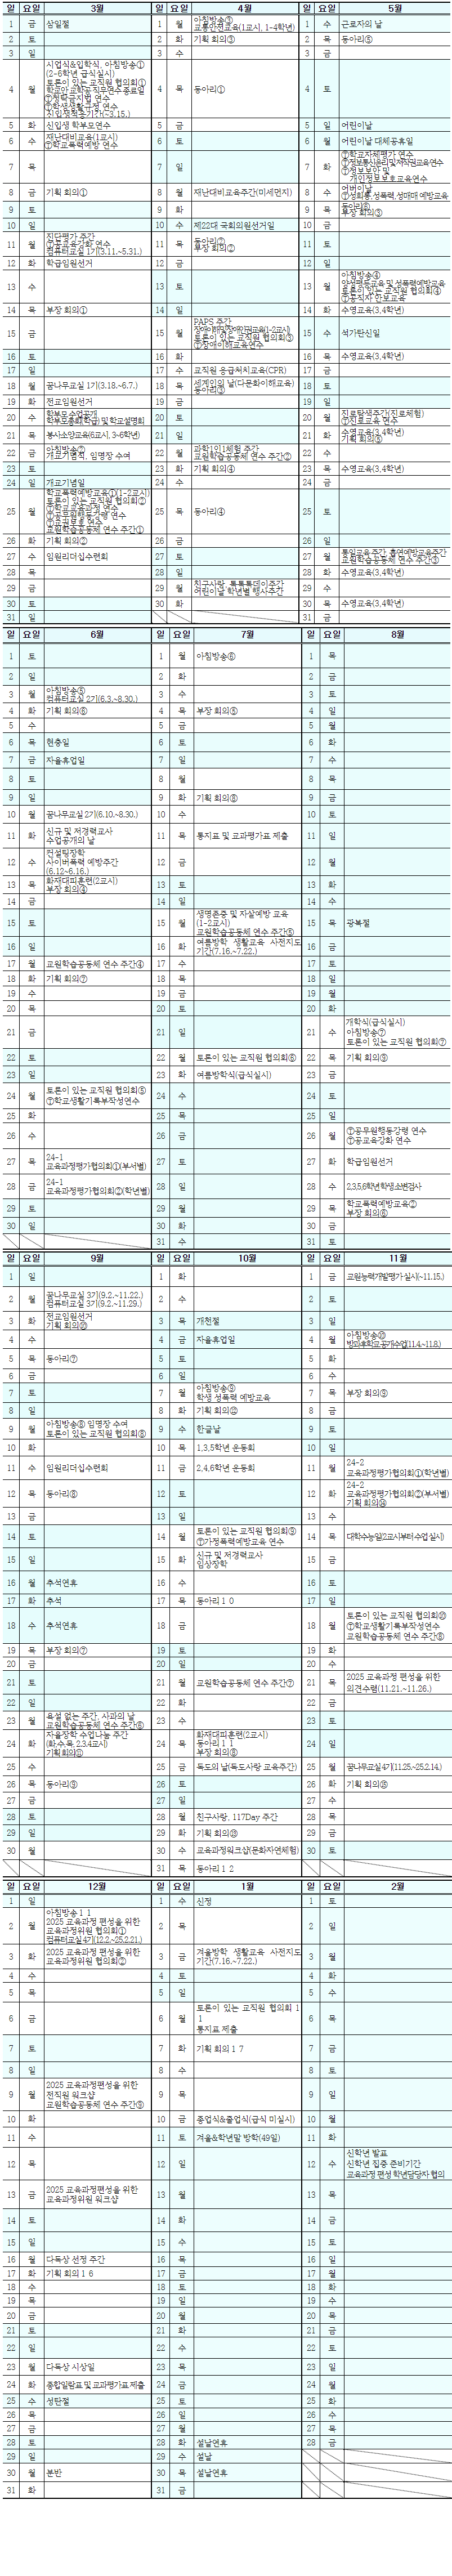 일 요일 3월 일 요일 4월 일 요일 5월
1 금 삼일절 1 월 아침방송③
교통안전교육(1교시, 1-4학년) 1 수 근로자의 날
2 토 2 화 기획 회의③ 2 목 동아리⑤
3 일 3 수 3 금
4 월 시업식&입학식, 아침방송①
(2-6학년 급식실시)
토론이 있는 교직원 협의회①
4 목 동아리① 4 토
5 화 신입생 학부모연수 5 금 5 일 어린이날
6 수 재난대비교육(1교시)
⑦학교폭력예방 연수 6 토 6 월 어린이날 대체공휴일
7 목 7 일 7 화 ⑦학교자체평가 연수
8 금 기획 회의① 8 월 재난대비교육주간(미세먼지) 8 수 어버이날
9 토 9 화 9 목 동아리⑥
부장 회의③
10 일 10 수 제22대 국회의원선거일 10 금
11 월 진단평가 주간
⑦공교육강화 연수
컴퓨터교실 1기(3.11.~5.31.) 11 목 동아리②
부장 회의② 11 토
12 화 학급임원선거 12 금 12 일
13 수 13 토 13 월 아침방송④
양성평등교육 및 성폭력예방교육
토론이 있는 교직원 협의회④
⑦공직자 안보교육
14 목 부장 회의① 14 일 14 화 수영교육(3,4학년)
15 금 15 월 PAPS 주간
장애이해및장애인권교육(1-2교시)
토론이 있는 교직원 협의회③
⑦장애이해교육연수 15 수 석가탄신일
16 토 16 화 16 목 수영교육(3,4학년)
17 일 17 수 교직원 응급처치교육(CPR) 17 금
18 월 꿈나무교실 1기(3.18.~6.7.) 18 목 세계인의 날(다문화이해교육)
동아리③ 18 토
19 화 전교임원선거 19 금 19 일
20 수 학부모 수업공개
학부모총회(학급) 및 학교설명회 20 토 20 월 진로탐색주간(진로체험)
⑦진로교육 연수
21 목 봉사소양교육(6교시, 3~6학년) 21 일 21 화 수영교육(3,4학년)
기획 회의⑤
22 금 아침방송②
개교기념식, 임명장 수여 22 월 과학1인1체험 주간
교원학습공동체 연수 주간② 22 수
23 토 23 화 기획 회의④ 23 목 수영교육(3,4학년)
24 일 개교기념일 24 수 24 금
25 월 학교폭력예방교육①(1-2교시)
토론이 있는 교직원 협의회②
⑦학교교육과정 연수
⑦공무원행동강령 연수
⑦교권보호 연수
교원학습공동체 연수 주간① 25 목 동아리④ 25 토
26 화 기획 회의② 26 금 26 일
27 수 임원리더십수련회 27 토 27 월 통일교육 주간, 흡연예방교육주간
교원학습공동체 연수 주간③
28 목 28 일 28 화 수영교육(3,4학년)
29 금 29 월 친구사랑, 톡톡톡데이주간
어린이날 학년별 행사주간 29 수
30 토 30 화 30 목 수영교육(3,4학년)
31 일 31 금
일 요일 6월 일 요일 7월 일 요일 8월
1 토 1 월 아침방송⑥ 1 목
2 일 2 화 2 금
3 월 아침방송⑤
컴퓨터교실 2기(6.3.~8.30.) 3 수 3 토
4 화 기획 회의⑥ 4 목 부장 회의⑤ 4 일
5 수 5 금 5 월
6 목 현충일 6 토 6 화
7 금 자율휴업일 7 일 7 수
8 토 8 월 8 목
9 일 9 화 기획 회의⑧ 9 금
10 월 꿈나무교실 2기(6.10.~8.30.) 10 수 10 토
11 화 신규 및 저경력교사
수업공개의 날 11 목 통지표 및 교과평가표 제출 11 일
12 수 컨설팅장학
사이버폭력 예방주간
(6.12~6.16.) 12 금 12 월
13 목 화재대피훈련(2교시)
부장 회의④ 13 토 13 화
14 금 14 일 14 수
15 토 15 월 생명존중 및 자살예방 교육
(1-2교시)
교원학습공동체 연수 주간⑤ 15 목 광복절
16 일 16 화 여름방학 생활교육 사전지도
기간(7.16.~7.22.) 16 금
17 월 교원학습공동체 연수 주간④ 17 수 17 토
18 화 기획 회의⑦ 18 목 18 일
19 수 19 금 19 월
20 목 20 토 20 화
21 금 21 일 21 수 개학식(급식실시)
아침방송⑦
토론이 있는 교직원 협의회⑦
22 토 22 월 토론이 있는 교직원 협의회⑥ 22 목 기획 회의⑨
23 일 23 화 여름방학식(급식실시) 23 금
24 월 토론이 있는 교직원 협의회⑤
⑦학교생활기록부작성연수 24 수 24 토
25 화 25 목 25 일
26 수 26 금 26 월 ⑦공무원행동강령 연수
⑦공교육강화 연수
27 목 24-1
교육과정평가협의회①(부서별) 27 토 27 화 학급임원선거
28 금 24-1
교육과정평가협의회②(학년별) 28 일 28 수 2,3,5,6학년 학생 소변검사
29 토 29 월 29 목 학교폭력예방교육②
부장 회의⑥
30 일 30 화 30 금
31 수 31 토
일 요일 9월 일 요일 10월 일 요일 11월
1 일 1 화 1 금 교원능력개발평가 실시(~11.15.)
2 월 꿈나무교실 3기(9.2.~11.22.)
컴퓨터교실 3기(9.2.~11.29.) 2 수 2 토
3 화 전교임원선거
기획 회의⑩ 3 목 개천절 3 일
4 수 4 금 자율휴업일 4 월 아침방송⑩
방과후학교 공개수업(11.4.~11.8.)
5 목 동아리⑦ 5 토 5 화
6 금 6 일 6 수
7 토 7 월 아침방송⑨
학생 성폭력 예방교육 7 목 부장 회의⑨
8 일 8 화 기획 회의⑫ 8 금
9 월 아침방송⑧ 임명장 수여
토론이 있는 교직원 협의회⑧ 9 수 한글날 9 토
10 화 10 목 1,3,5학년 운동회 10 일
11 수 임원리더십수련회 11 금 2,4,6학년 운동회 11 월 24-2
교육과정평가협의회①(학년별)
12 목 동아리⑧ 12 토 12 화 24-2
교육과정평가협의회②(부서별)
기획 회의⑭
13 금 13 일 13 수
14 토 14 월 토론이 있는 교직원 협의회⑨
⑦가정폭력예방교육 연수 14 목 대학수능일(2교시부터 수업 실시)
15 일 15 화 신규 및 저경력교사
임상장학 15 금
16 월 추석연휴 16 수 16 토
17 화 추석 17 목 동아리１０ 17 일
18 수 추석연휴 18 금 18 월 토론이 있는 교직원 협의회⑩
⑦학교생활기록부작성연수
교원학습공동체 연수 주간⑧
19 목 부장 회의⑦ 19 토 19 화
20 금 20 일 20 수
21 토 21 월 교원학습공동체 연수 주간⑦ 21 목 2025 교육과정 편성을 위한
의견수렴(11.21.~11.26.)
22 일 22 화 22 금
23 월 욕설 없는 주간, 사과의 날
교원학습공동체 연수 주간⑥ 23 수 23 토
24 화 자율장학 수업나눔 주간
(화,수,목, 2,3,4교시)
기획회의⑪ 24 목 화재대피훈련(2교시)
동아리１１
부장 회의⑧ 24 일
25 수 25 금 독도의 날(독도사랑 교육주간) 25 월 꿈나무교실 4기(11.25.~25.2.14.)
26 목 동아리⑨ 26 토 26 화 기획 회의⑮
27 금 27 일 27 수
28 토 28 월 친구사랑, 117Day 주간 28 목
29 일 29 화 기획 회의⑬ 29 금
30 월 30 수 교육과정워크샵(문화자연체험) 30 토
31 목 동아리１２
일 요일 12월 일 요일 1월 일 요일 2월
1 일 1 수 신정 1 토
2 월 아침방송１１
2025 교육과정 편성을 위한
교육과정위원 협의회①
컴퓨터교실 4기(12.2.~25.2.21.) 2 목 2 일
3 화 2025 교육과정 편성을 위한
교육과정위원 협의회② 3 금 겨울방학 생활교육 사전지도
기간(7.16.~7.22.) 3 월
4 수 4 토 4 화
5 목 5 일 5 수
6 금 6 월 토론이 있는 교직원 협의회 １
１
통지표 제출 6 목
7 토 7 화 기획 회의１７ 7 금
8 일 8 수 8 토
9 월 2025 교육과정편성을 위한
전직원 워크샵
교원학습공동체 연수 주간⑨ 9 목 9 일
10 화 10 금 종업식&졸업식(급식 미실시) 10 월
11 수 11 토 겨울&학년말 방학(49일) 11 화
12 목 12 일 12 수 신학년 발표
신학년 집중 준비기간
교육과정 편성 학년담당자 협의
13 금 2025 교육과정편성을 위한
교육과정위원 워크샵 13 월 13 목
14 토 14 화 14 금
15 일 15 수 15 토
16 월 다독상 선정 주간 16 목 16 일
17 화 기획 회의１６ 17 금 17 월
18 수 18 토 18 화
19 목 19 일 19 수
20 금 20 월 20 목
21 토 21 화 21 금
22 일 22 수 22 토
23 월 다독상 시상일 23 목 23 일
24 화 종합일람표 및 교과평가표 제출 24 금 24 월
25 수 성탄절 25 토 25 화
26 목 26 일 26 수
27 금 27 월 27 목
28 토 28 화 설날연휴 28 금
29 일 29 수 설날
30 월 분반 30 목 설날연휴
31 화 31 금